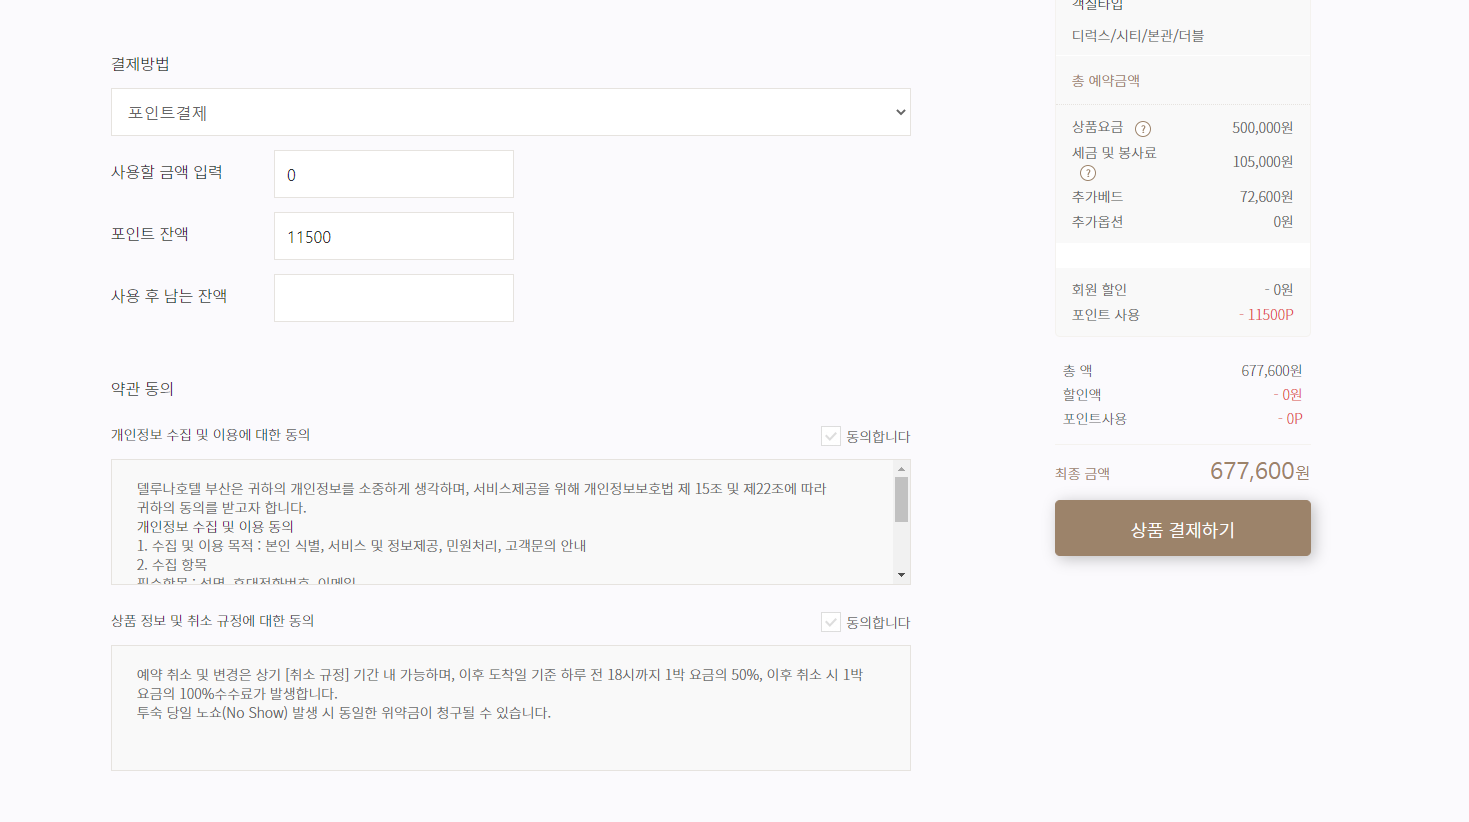 결제방법
포인트결제
사용할 금액 입력
0
포인트 잔액
11500
사용 후 남는 잔액
약관 동의
개인정보 수집 및 이용에 대한 동의
동의합니다
델루나호텔 부산은 귀하의 개인정보를 소중하게 생각하며, 서비스제공을 위해 개인정보보호법 제 15조 및 제22조에 따라
귀하의 동의를 받고자 합니다.
개인정보 수집 및 이용 동의
1. 수집 및 이용 목적 : 본인 식별, 서비스 및 정보제공, 민원처리, 고객문의 안내
2. 수집 항목
필수항목 : 성명, 휴대전화번호, 이메일
상품 정보 및 취소 규정에 대한 동의
동의합니다
예약 취소 및 변경은 상기 [취소 규정] 기간 내 가능하며, 이후 도착일 기준 하루 전 18시까지 1박 요금의 50%, 이후 취소 시 1박
요금의 100%수수료가 발생합니다.
투숙 당일 노쇼(No Show) 발생 시 동일한 위약금이 청구될 수 있습니다.
객실타입
디럭스/시티/본관/더블
총 예약금액
상품요금 ? 500,000원
세금 및 봉사료 ? 105,000원
추가베드 72,600원
추가옵션 0원
회원 할인 - 0원
포인트 사용 - 11500P
총 액 677,600원
할인액 - 0원
포인트사용 - 0P
최종 금액 677,600원
상품 결제하기